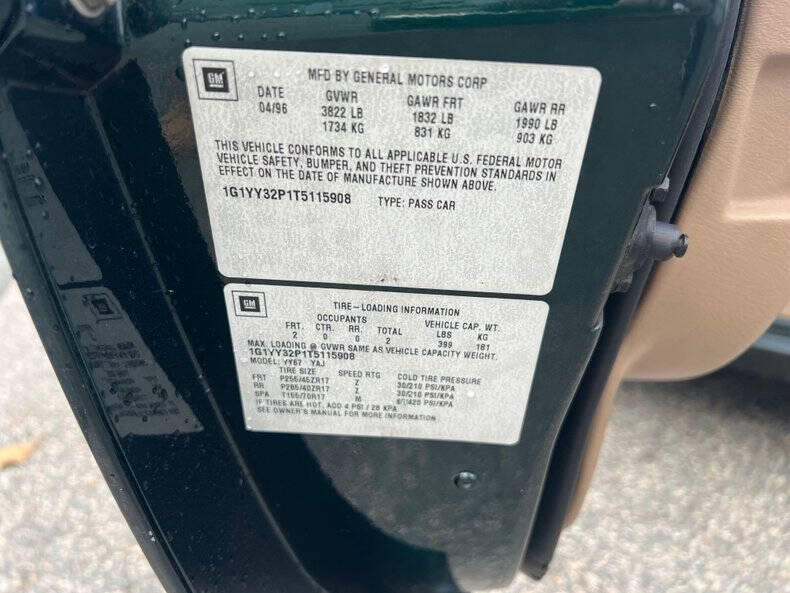 GM
MFD BY GENERAL MOTORS CORP
DATE GVWR GAWR FRT GAWR RR
04/96 3822 LB 1832 LB 1990 LB
1734 KG 831 KG 903 KG
THIS VEHICLE CONFORMS TO ALL APPLICABLE U.S. FEDERAL MOTOR
VEHICLE SAFETY, BUMPER, AND THEFT PREVENTION STANDARDS IN
EFFECT ON THE DATE OF MANUFACTURE SHOWN ABOVE.
1G1YY32P1T5115908 TYPE: PASS CAR
GM
TIRE-LOADING INFORMATION
OCCUPANTS VEHICLE CAP. WT.
FRT. CTR. RR. TOTAL LBS KG
2 0 0 2 399 181
MAX. LOADING @ GVWR SAME AS VEHICLE CAPACITY WEIGHT.
1G1YY32P1T5115908
MODEL: YY67 YAJ
TIRE SIZE SPEED RTG COLD TIRE PRESSURE
FRT P255/45ZR17 Z 30/210 PSI/KPA
RR P285/40ZR17 Z 30/210 PSI/KPA
SPA T155/70R17 M 61/420 PSI/KPA
IF TIRES ARE HOT, ADD 4 PSI / 28 KPA
SEE OWNER'S MANUAL FOR MORE INFORMATION